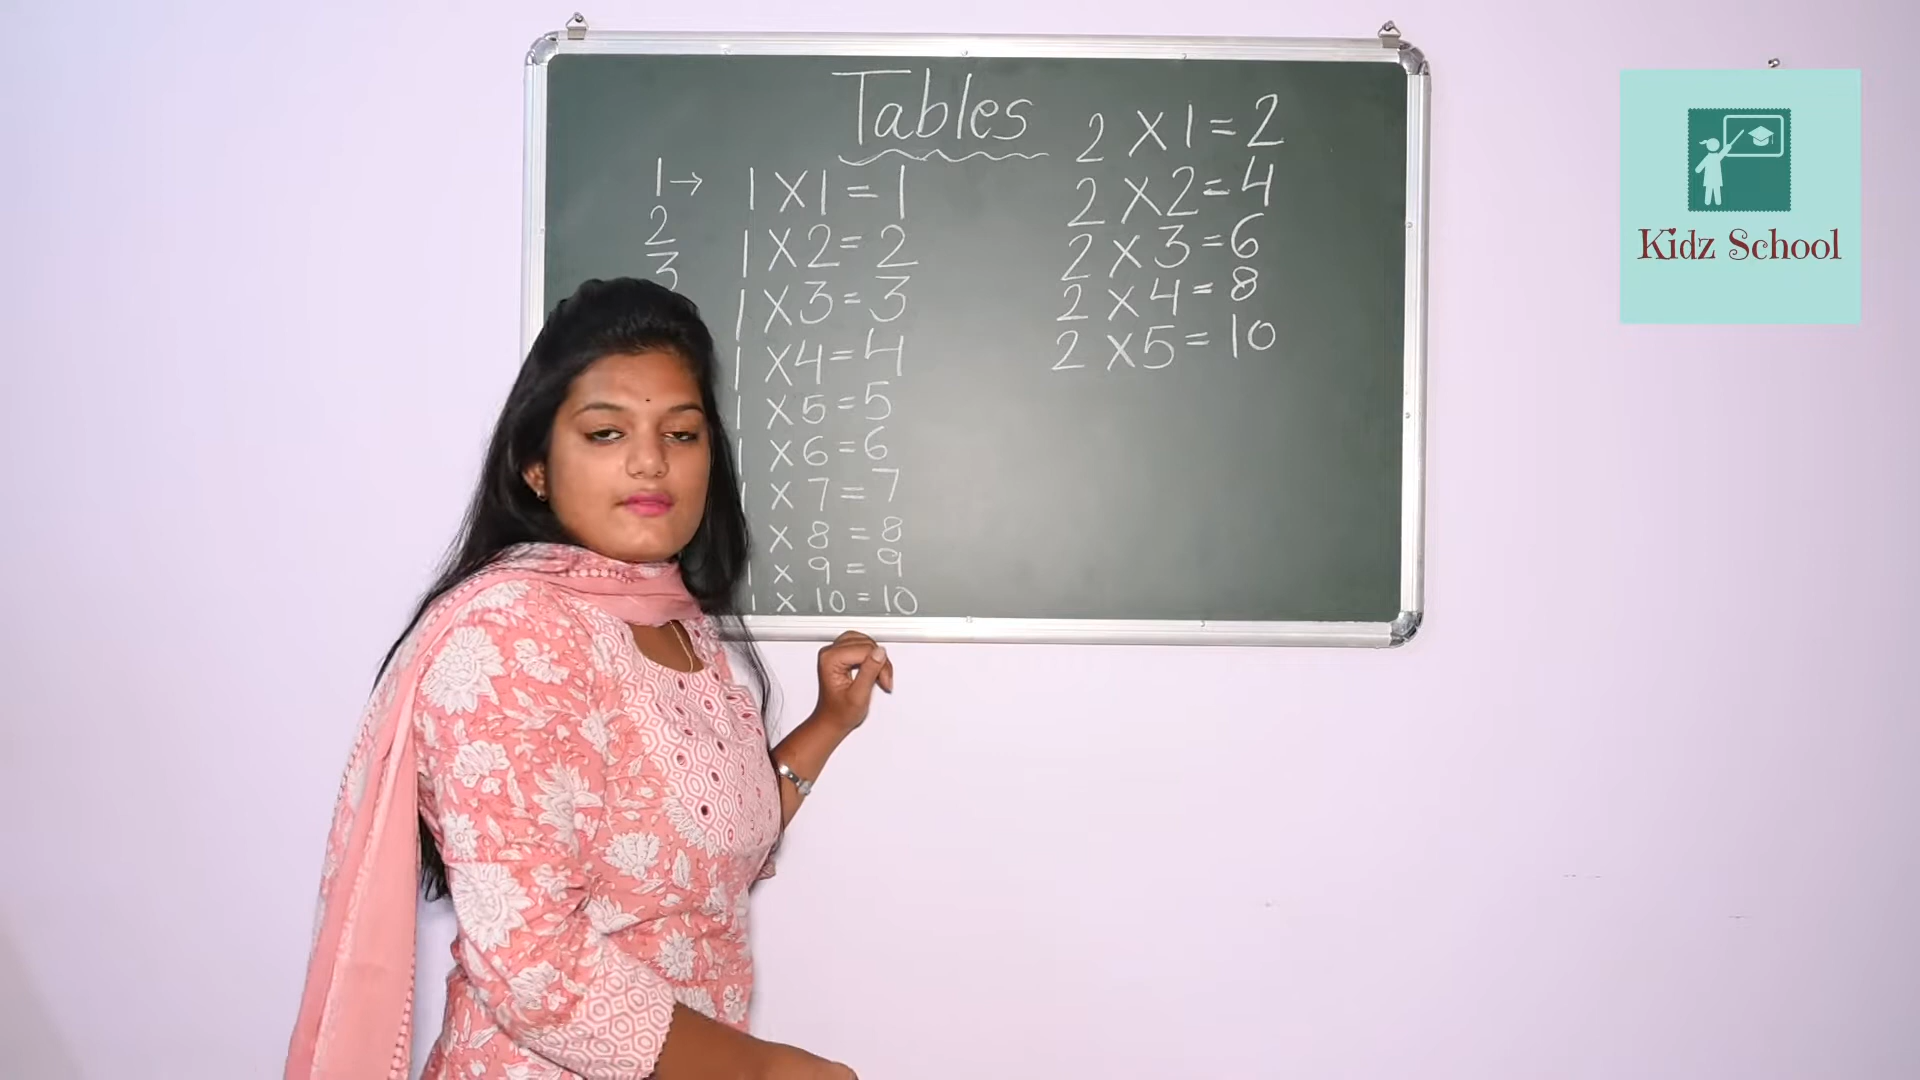 Tables
1→
2
3
1 X 1 = 1
1 X 2 = 2
1 X 3 = 3
1 X 4 = 4
1 X 5 = 5
1 X 6 = 6
1 X 7 = 7
X 8 = 8
1 X 9 = 9
1 X 10 = 10
2 X 1 = 2
2 X 2 = 4
2 X 3 = 6
2 X 4 = 8
2 X 5 = 10
Kidz School